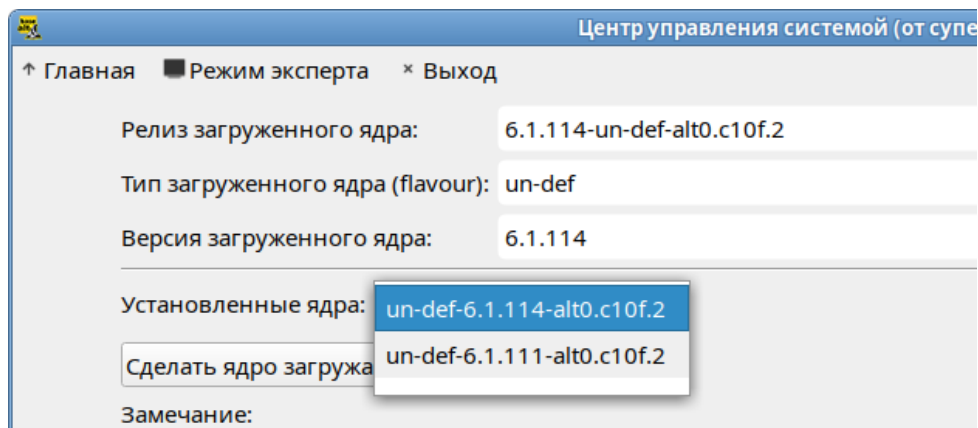 Центр управления системой (от супе
Главная Режим эксперта Выход
Релиз загруженного ядра: 6.1.114-un-def-alt0.c10f.2
Тип загруженного ядра (flavour): un-def
Версия загруженного ядра: 6.1.114
Установленные ядра: un-def-6.1.114-alt0.c10f.2
un-def-6.1.111-alt0.c10f.2
Сделать ядро загружа
Замечание: